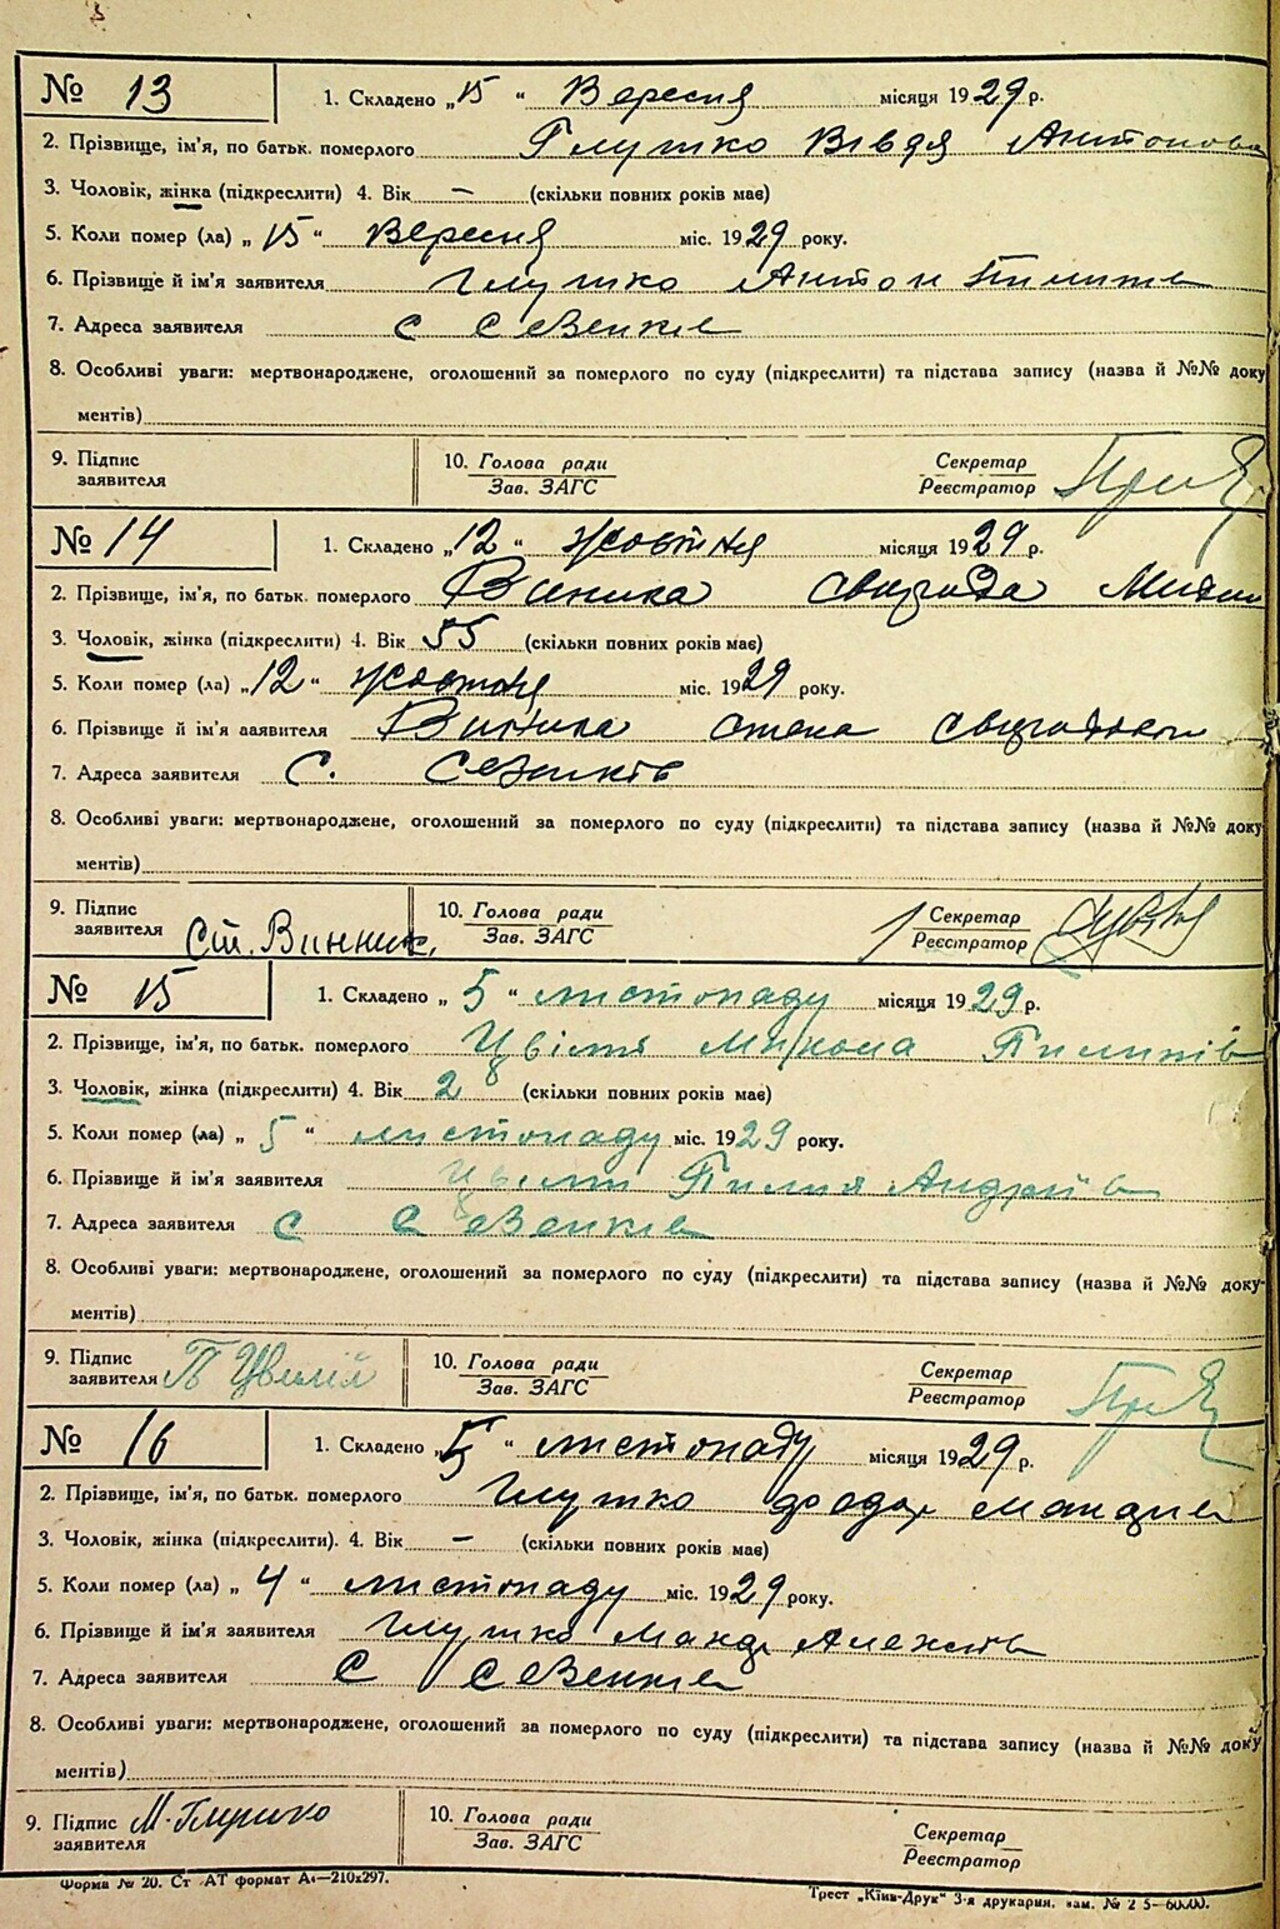 № 13
1. Складено „15“ Вересня місяця 1929 р.
2. Прізвище, ім'я, по батьк. померлого Глушко Вівдя Антонова
3. Чоловік, жінка (підкреслити) 4. Вік – (скільки повних років має)
5. Коли помер (ла) „15“ Вересня міс. 1929 року.
6. Прізвище й ім'я заявителя Глушко Антон
7. Адреса заявителя с
8. Особливі уваги: мертвонароджене, оголошений за померлого по суду (підкреслити) та підстава запису (назва й №№ доку
ментів)
9. Підпис
заявителя
10. Голова ради
Зав. ЗАГС
Секретар
Реєстратор
№ 14
1. Складено „12“ жовтня місяця 1929 р.
2. Прізвище, ім'я, по батьк. померлого
3. Чоловік, жінка (підкреслити) 4. Вік 55 (скільки повних років має)
5. Коли помер (ла) „12“ жовтня міс. 1929 року.
6. Прізвище й ім'я заявителя
7. Адреса заявителя с.
8. Особливі уваги: мертвонароджене, оголошений за померлого по суду (підкреслити) та підстава запису (назва й №№ доку
ментів)
9. Підпис
заявителя Ст. Винник.
10. Голова ради
Зав. ЗАГС
Секретар
Реєстратор
№ 15
1. Складено „5“ листопаду місяця 1929 р.
2. Прізвище, ім'я, по батьк. померлого Микола Пилипів
3. Чоловік, жінка (підкреслити) 4. Вік 2 (скільки повних років має)
5. Коли помер (ла) „5“ листопаду міс. 1929 року.
6. Прізвище й ім'я заявителя Андріїв
7. Адреса заявителя с
8. Особливі уваги: мертвонароджене, оголошений за померлого по суду (підкреслити) та підстава запису (назва й №№ доку-
ментів)
9. Підпис
заявителя
10. Голова ради
Зав. ЗАГС
Секретар
Реєстратор
№ 16
1. Складено „5“ листопаду місяця 1929 р.
2. Прізвище, ім'я, по батьк. померлого Глушко
3. Чоловік, жінка (підкреслити). 4. Вік – (скільки повних років має)
5. Коли помер (ла) „4“ листопаду міс. 1929 року.
6. Прізвище й ім'я заявителя Глушко
7. Адреса заявителя с
8. Особливі уваги: мертвонароджене, оголошений за померлого по суду (підкреслити) та підстава запису (назва й №№ доку
ментів)
9. Підпис М. Глушко
заявителя
10. Голова ради
Зав. ЗАГС
Секретар
Реєстратор
Форма № 20. Ст АТ формат А4—210x297.
Трест „Київ-Друк“ 3-я друкарня.